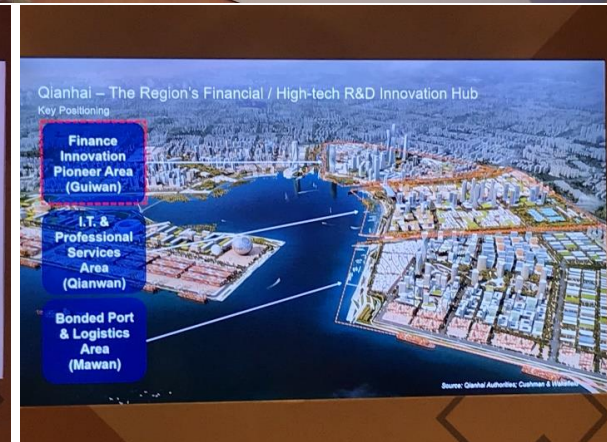 Qianhai – The Region's Financial / High-tech R&D Innovation Hub
Key Positioning
Finance
Innovation
Pioneer Area
(Guiwan)
I.T. &
Professional
Services
Area
(Qianwan)
Bonded Port
& Logistics
Area
(Mawan)
Source: Qianhai Authorities; Cushman & Wakefield